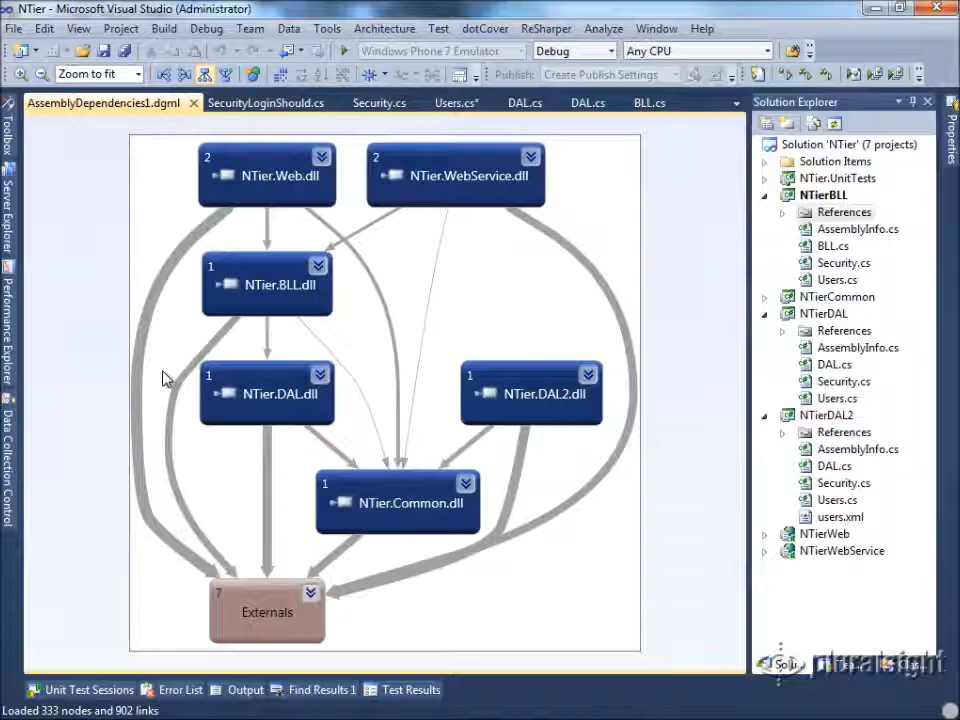 NTier - Microsoft Visual Studio (Administrator)
File Edit View Project Build Debug Team Data Tools Architecture Test dotCover ReSharper Analyze Window Help
Windows Phone 7 Emulator Debug Any CPU
Zoom to fit Publish: Create Publish Settings
AssemblyDependencies1.dgml SecurityLoginShould.cs Security.cs Users.cs* DAL.cs DAL.cs BLL.cs
Solution Explorer
Toolbox
Server Explorer
Performance Explorer
Data Collection Control
2
NTier.Web.dll
2
NTier.WebService.dll
1
NTier.BLL.dll
1
NTier.DAL.dll
1
NTier.DAL2.dll
1
NTier.Common.dll
7
Externals
Solution 'NTier' (7 projects)
Solution Items
NTier.UnitTests
NTierBLL
References
AssemblyInfo.cs
BLL.cs
Security.cs
Users.cs
NTierCommon
NTierDAL
References
AssemblyInfo.cs
DAL.cs
Security.cs
Users.cs
NTierDAL2
References
AssemblyInfo.cs
DAL.cs
Security.cs
Users.cs
users.xml
NTierWeb
NTierWebService
Properties
pluralsight
Solu...
Unit Test Sessions Error List Output Find Results 1 Test Results
Loaded 333 nodes and 902 links